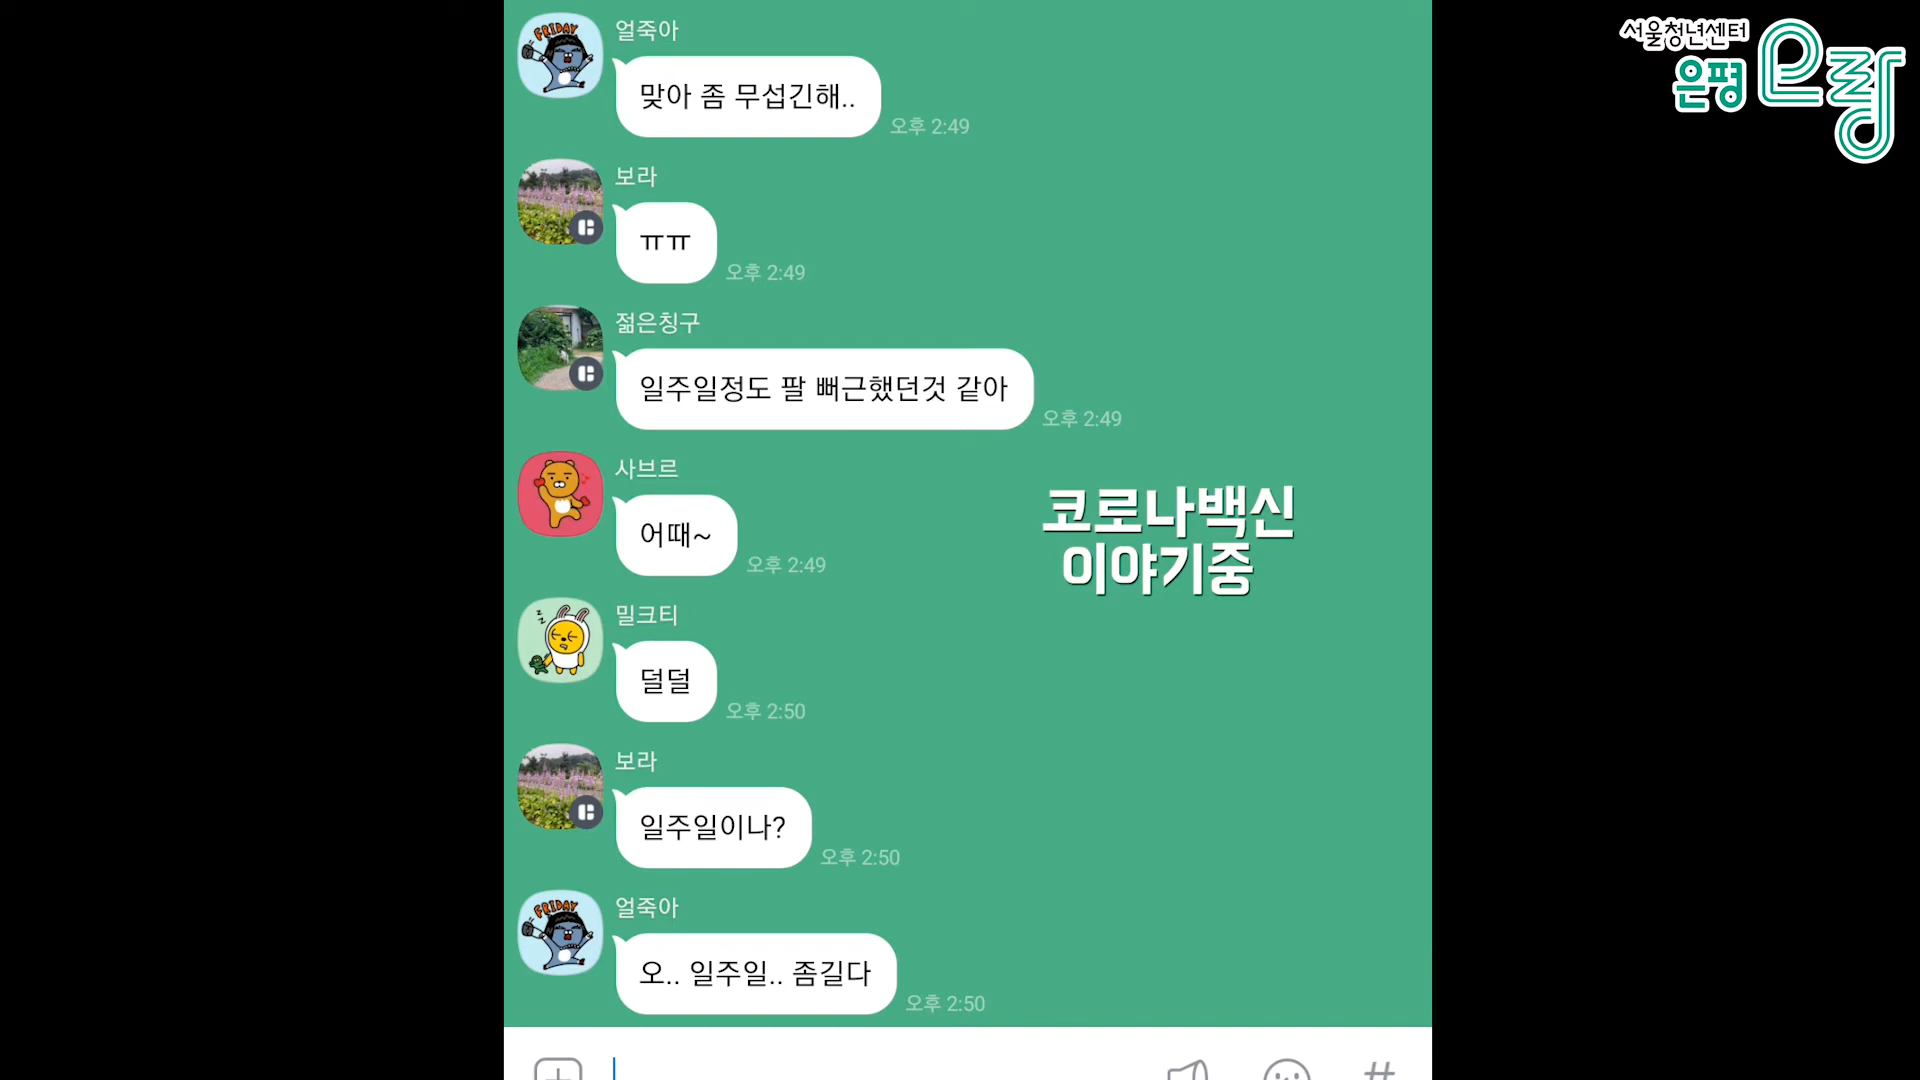 서울청년센터
은평 으랑
FRIDAY
얼죽아
맞아 좀 무섭긴해..
오후 2:49
보라
ㅠㅠ
오후 2:49
젊은칭구
일주일정도 팔 뻐근했던것 같아
오후 2:49
사브르
어때~
오후 2:49
코로나백신
이야기중
밀크티
덜덜
오후 2:50
보라
일주일이나?
오후 2:50
FRIDAY
얼죽아
오.. 일주일.. 좀길다
오후 2:50
#